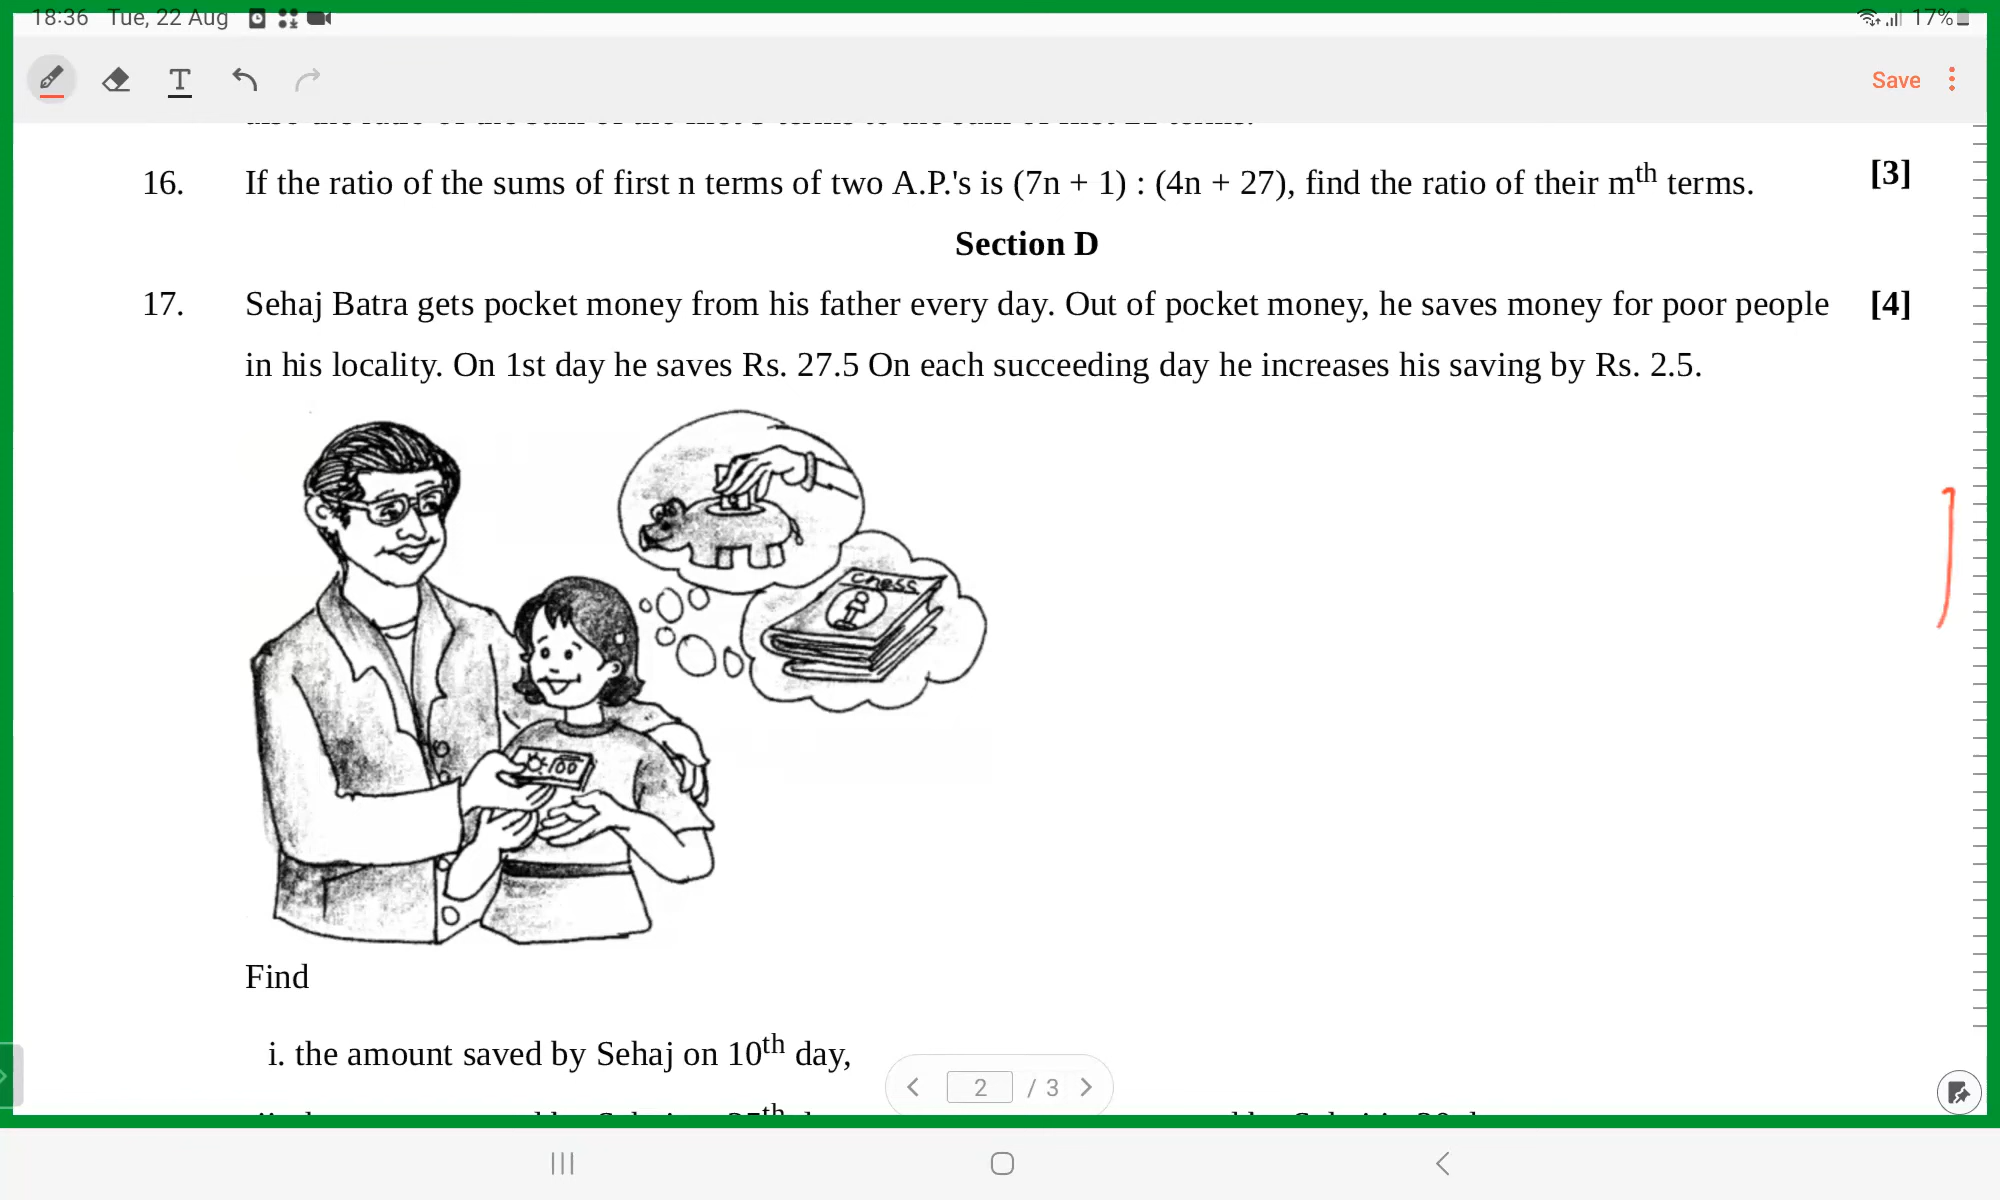 18:36 Tue, 22 Aug 17%
T Save
16. If the ratio of the sums of first n terms of two A.P.'s is (7n + 1) : (4n + 27), find the ratio of their mth terms. [3]
Section D
17. Sehaj Batra gets pocket money from his father every day. Out of pocket money, he saves money for poor people [4]
in his locality. On 1st day he saves Rs. 27.5 On each succeeding day he increases his saving by Rs. 2.5.
chess
100
Find
i. the amount saved by Sehaj on 10th day,
2 / 3